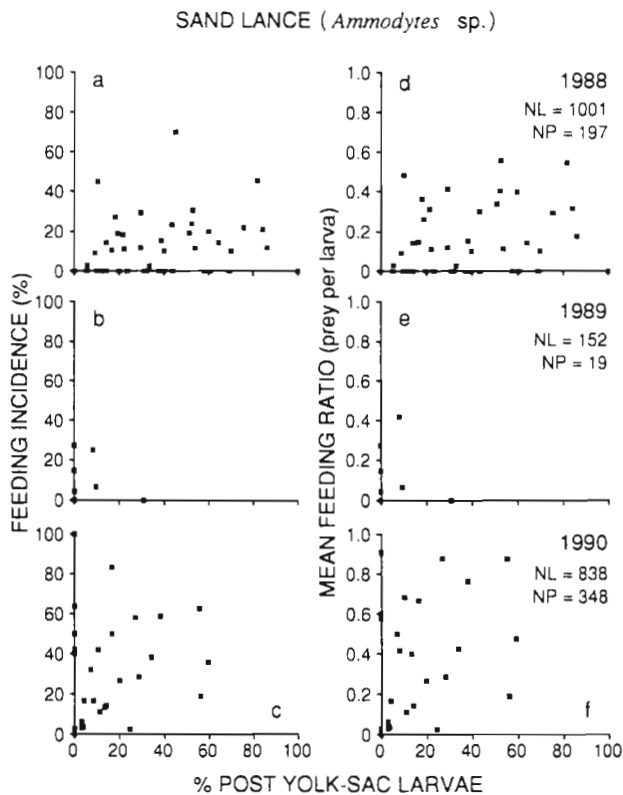 SAND LANCE (Ammodytes sp.)
a
100
80
60
40
20
0
b
100
80
60
40
20
0
c
100
80
60
40
20
0
0 20 40 60 80 100
FEEDING INCIDENCE (%)
d
1988
NL = 1001
NP = 197
1.0
0.8
0.6
0.4
0.2
0
e
1989
NL = 152
NP = 19
1.0
0.8
0.6
0.4
0.2
0
f
1990
NL = 838
NP = 348
1.0
0.8
0.6
0.4
0.2
0
0 20 40 60 80 100
MEAN FEEDING RATIO (prey per larva)
% POST YOLK-SAC LARVAE